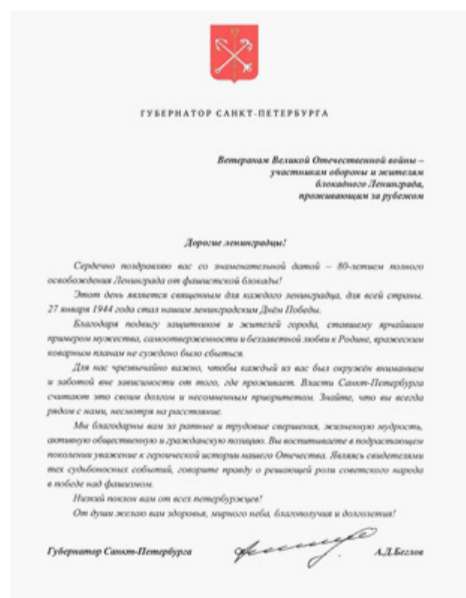 ГУБЕРНАТОР САНКТ-ПЕТЕРБУРГА
Ветеранам Великой Отечественной войны –
участникам обороны и жителям
блокадного Ленинграда,
проживающим за рубежом
Дорогие ленинградцы!
Сердечно поздравляю вас со знаменательной датой – 80-летием полного
освобождения Ленинграда от фашистской блокады!
Этот день является священным для каждого ленинградца, для всей страны.
27 января 1944 года стал нашим ленинградским Днём Победы.
Благодаря подвигу защитников и жителей города, ставшему ярчайшим
примером мужества, самоотверженности и беззаветной любви к Родине, вражеским
коварным планам не суждено было сбыться.
Для нас чрезвычайно важно, чтобы каждый из вас был окружён вниманием
и заботой вне зависимости от того, где проживает. Власти Санкт-Петербурга
считают это своим долгом и несомненным приоритетом. Знайте, что вы всегда
рядом с нами, несмотря на расстояние.
Мы благодарны вам за ратные и трудовые свершения, жизненную мудрость,
активную общественную и гражданскую позицию. Вы воспитываете в подрастающем
поколении уважение к героической истории нашего Отечества. Являясь свидетелями
тех судьбоносных событий, говорите правду о решающей роли советского народа
в победе над фашизмом.
Низкий поклон вам от всех петербуржцев!
От души желаю вам здоровья, мирного неба, благополучия и долголетия!
Губернатор Санкт-Петербурга А.Д.Беглов